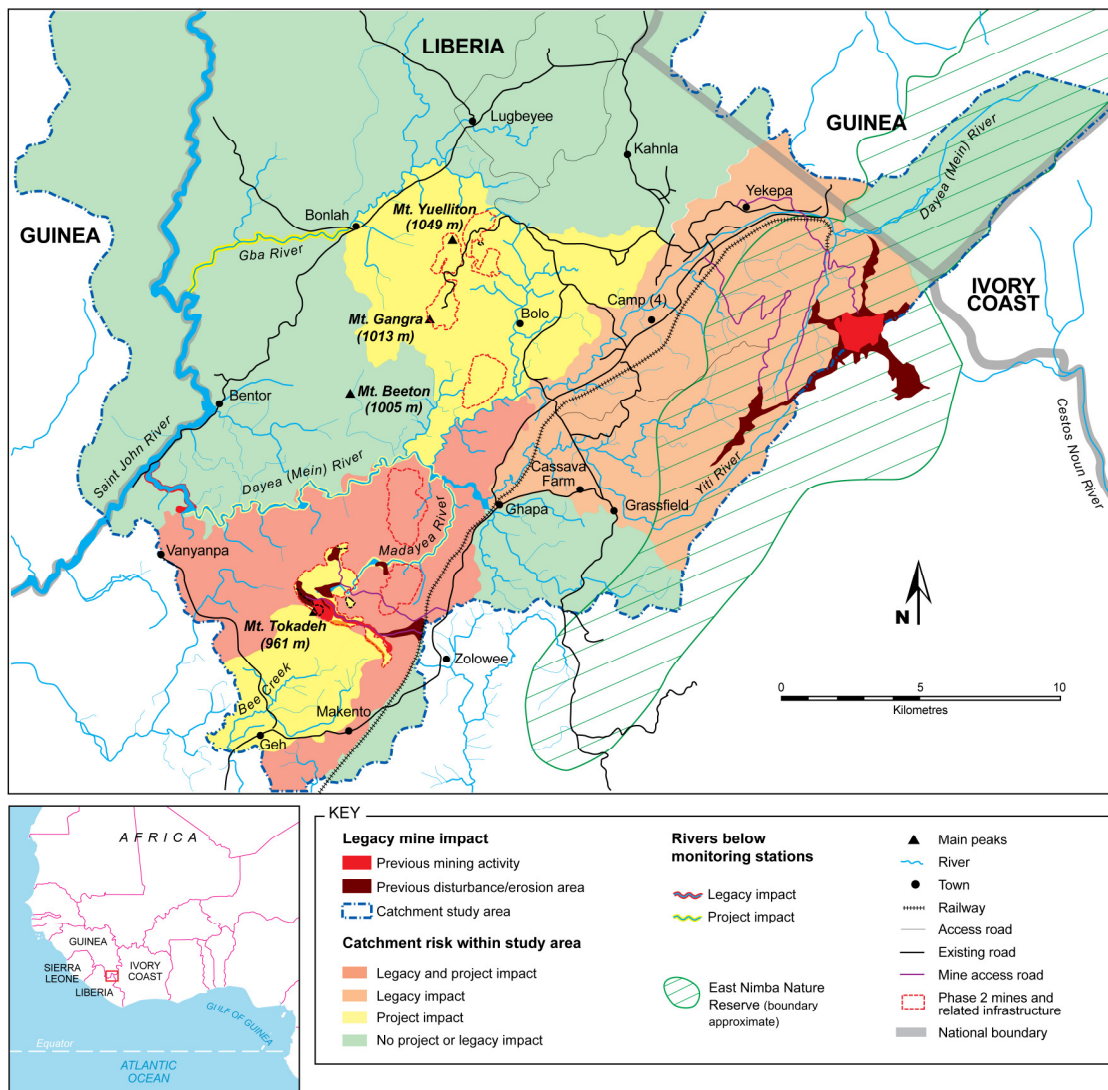 LIBERIA
GUINEA
Lugbeyee
Kahnla
Dayea (Mein) River
Yekepa
Bonlah
Mt. Yuelliton
(1049 m)
GUINEA
Gba River
IVORY
COAST
Camp (4)
Mt. Gangra
(1013 m)
Bolo
Mt. Beeton
(1005 m)
Bentor
Cestos Noun River
Saint John River
Dayea (Mein) River
Yiti River
Cassava
Farm
Ghapa
Grassfield
Vanyanpa
Madayea River
N
Mt. Tokadeh
(961 m)
Zolowee
Bee Creek
Makento
Geh
0 5 10
Kilometres
AFRICA
GUINEA
SIERRA
LEONE
IVORY
COAST
LIBERIA
GULF OF GUINEA
Equator
ATLANTIC
OCEAN
KEY
Legacy mine impact
Previous mining activity
Previous disturbance/erosion area
Catchment study area
Catchment risk within study area
Legacy and project impact
Legacy impact
Project impact
No project or legacy impact
Rivers below
monitoring stations
Legacy impact
Project impact
East Nimba Nature
Reserve (boundary
approximate)
Main peaks
River
Town
Railway
Access road
Existing road
Mine access road
Phase 2 mines and
related infrastructure
National boundary